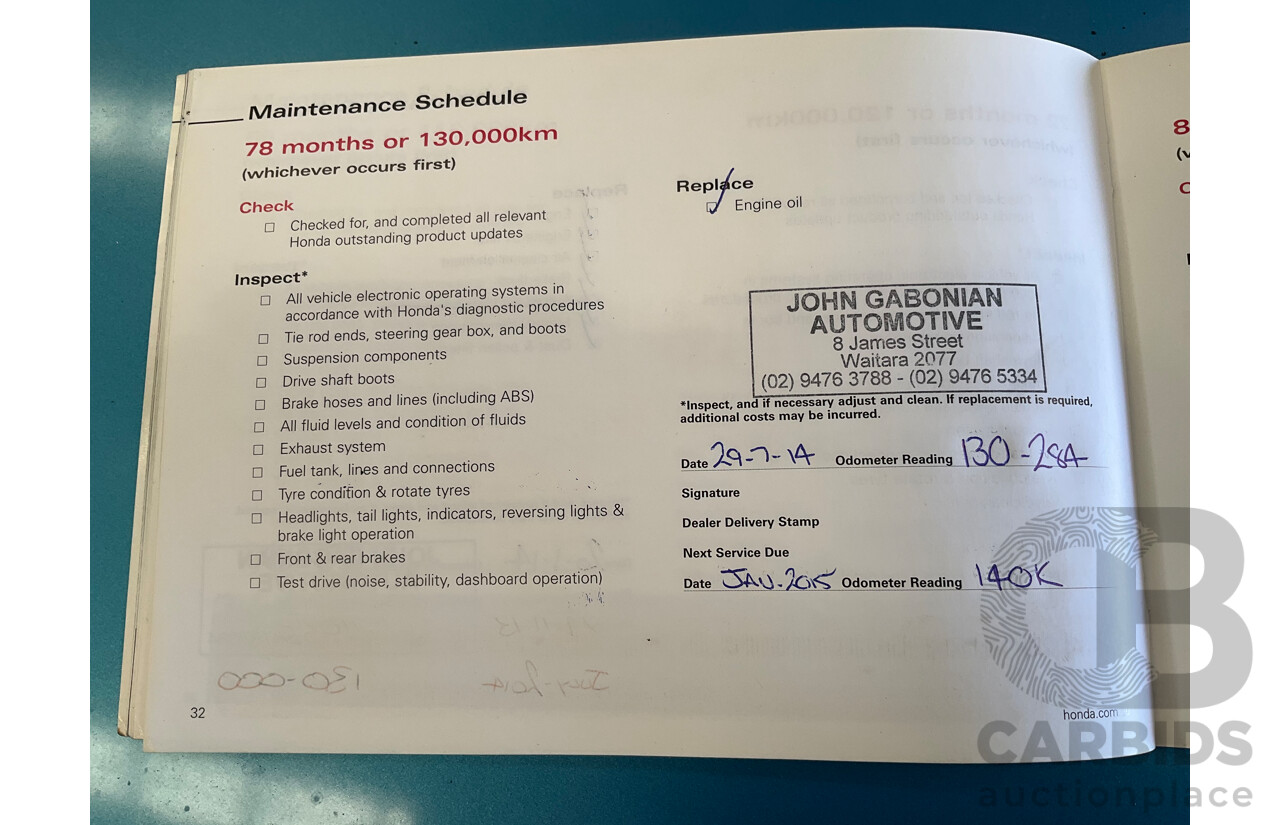 Maintenance Schedule
78 months or 130,000km
(whichever occurs first)
Check
Checked for, and completed all relevant
Honda outstanding product updates
Inspect*
All vehicle electronic operating systems in
accordance with Honda's diagnostic procedures
Tie rod ends, steering gear box, and boots
Suspension components
Drive shaft boots
Brake hoses and lines (including ABS)
All fluid levels and condition of fluids
Exhaust system
Fuel tank, lines and connections
Tyre condition & rotate tyres
Headlights, tail lights, indicators, reversing lights &
brake light operation
Front & rear brakes
Test drive (noise, stability, dashboard operation)
32
Replace
Engine oil
JOHN GABONIAN
AUTOMOTIVE
8 James Street
Waitara 2077
(02) 9476 3788 - (02) 9476 5334
*Inspect, and if necessary adjust and clean. If replacement is required,
additional costs may be incurred.
Date 29-7-14 Odometer Reading 130-284
Signature
Dealer Delivery Stamp
Next Service Due
Date JAN. 2015 Odometer Reading 140K
honda.com
8
CB
CARBIDS
auctionplace